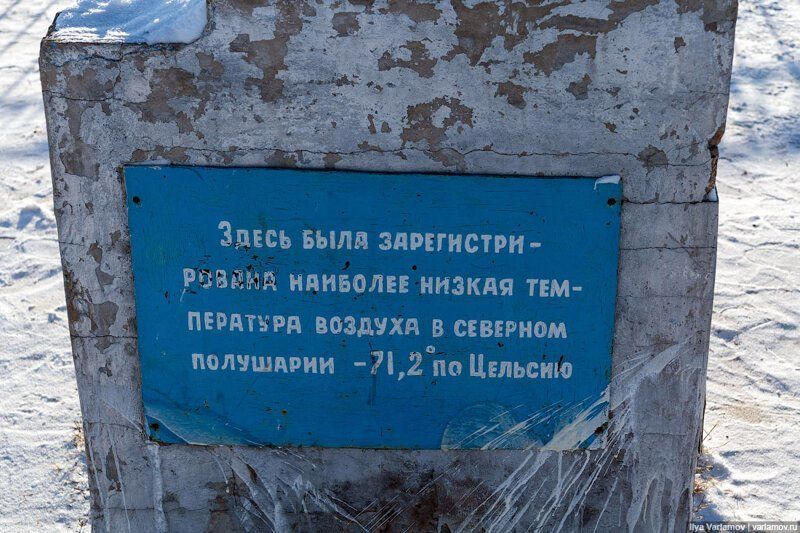 Здесь была зарегистри-
рована наиболее низкая тем-
пература воздуха в северном
полушарии -71,2° по Цельсию
Ilya Varlamov | varlamov.ru